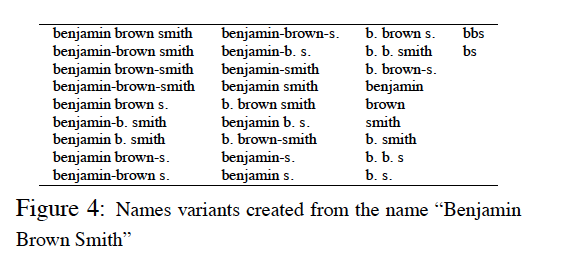 benjamin brown smith benjamin-brown-s. b. brown s. bbs
benjamin-brown smith benjamin-b. s. b. b. smith bs
benjamin brown-smith benjamin-smith b. brown-s.
benjamin-brown-smith benjamin smith benjamin
benjamin brown s. b. brown smith brown
benjamin-b. smith benjamin b. s. smith
benjamin b. smith b. brown-smith b. smith
benjamin brown-s. benjamin-s. b. b. s
benjamin-brown s. benjamin s. b. s.
Figure 4: Names variants created from the name “Benjamin
Brown Smith”